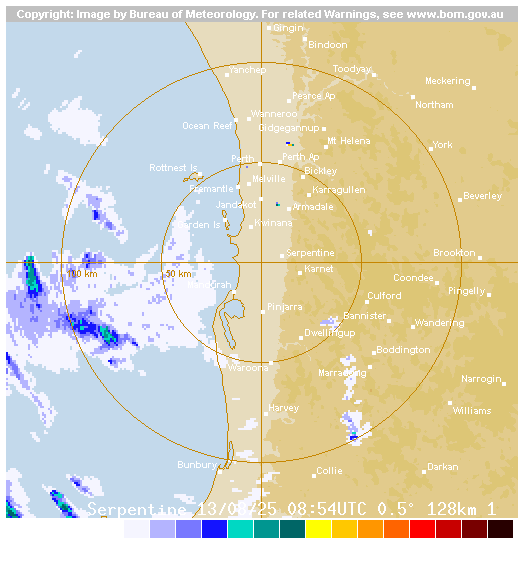 Copyright: Image by Bureau of Meteorology. For related Warnings, see www.bom.gov.au
Gingin
Bindoon
Yanchep
Toodyay
Meckering
Pearce Ap
Northam
Wanneroo
Ocean Reef
Gidgegannup
Mt Helena
York
Perth
Perth Ap
Rottnest Is
Bickley
Melville
Fremantle
Karragullen
Beverley
Jandakot
Armadale
Garden Is
Kwinana
Serpentine
Brookton
Karnet
50 km
Coondee
Mandurah
Pingelly
Culford
Pinjarra
Bannister
Wandering
Dwellingup
Boddington
Waroona
Narrogin
Harvey
Williams
Bunbury
Collie
Darkan
Serpentine 13/ /25 08:54UTC 0.5° 128km 1